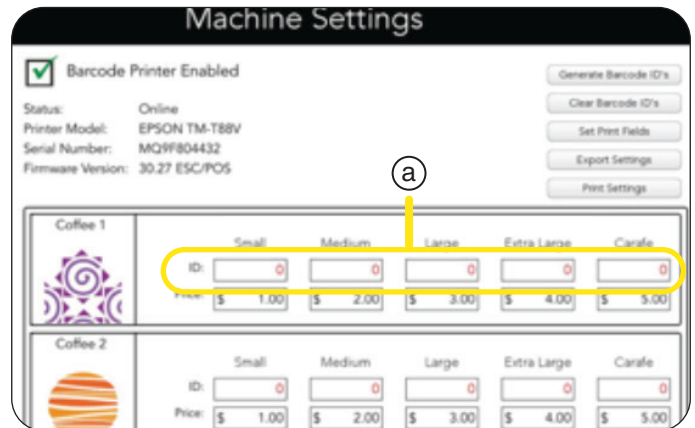 Machine Settings
Barcode Printer Enabled
Generate Barcode ID's
Status: Online
Clear Barcode ID's
Printer Model: EPSON TM-T88V
Set Print Fields
Serial Number: MQ9F804432
Export Settings
Firmware Version: 30.27 ESC/POS
Print Settings
a
Coffee 1
Small Medium Large Extra Large Carafe
ID: 0 0 0 0 0
Price: $ 1.00 $ 2.00 $ 3.00 $ 4.00 $ 5.00
Coffee 2
Small Medium Large Extra Large Carafe
ID: 0 0 0 0 0
Price: $ 1.00 $ 2.00 $ 3.00 $ 4.00 $ 5.00